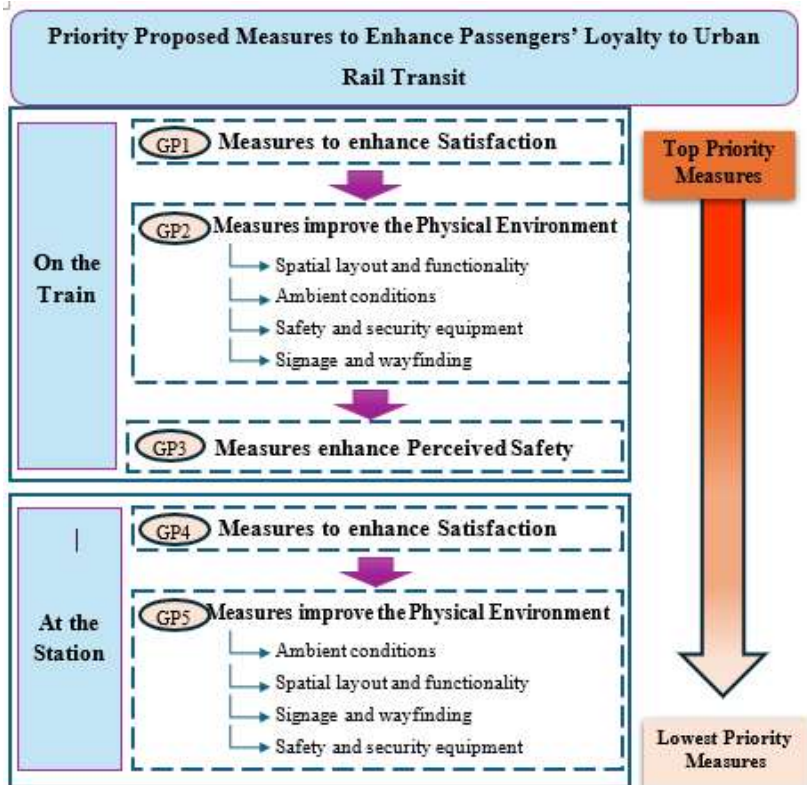 Priority Proposed Measures to Enhance Passengers’ Loyalty to Urban
Rail Transit
On the
Train
GP1 Measures to enhance Satisfaction
GP2 Measures improve the Physical Environment
Spatial layout and functionality
Ambient conditions
Safety and security equipment
Signage and wayfinding
GP3 Measures enhance Perceived Safety
At the
Station
GP4 Measures to enhance Satisfaction
GP5 Measures improve the Physical Environment
Ambient conditions
Spatial layout and functionality
Signage and wayfinding
Safety and security equipment
Top Priority
Measures
Lowest Priority
Measures